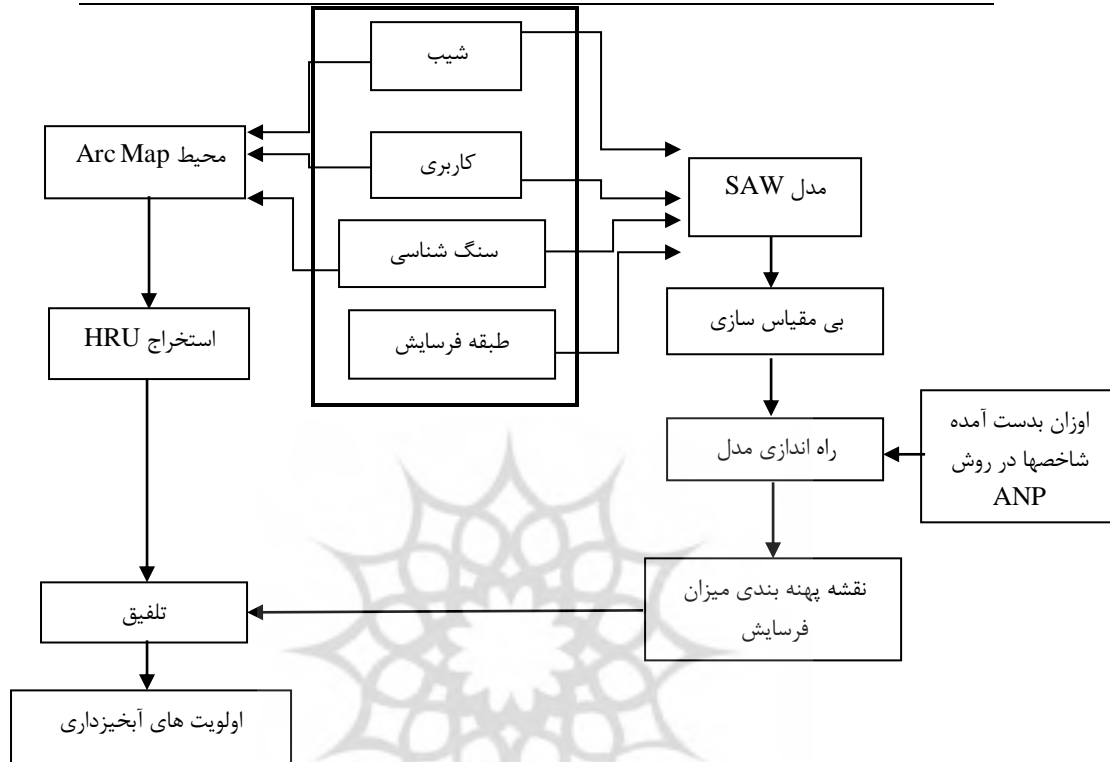 شیب
کاربری
سنگ شناسی
طبقه فرسایش
محیط Arc Map
استخراج HRU
مدل SAW
بی مقیاس سازی
راه اندازی مدل
اوزان بدست آمده
شاخصها در روش
ANP
نقشه پهنه بندی میزان
فرسایش
تلفیق
اولویت های آبخیزداری